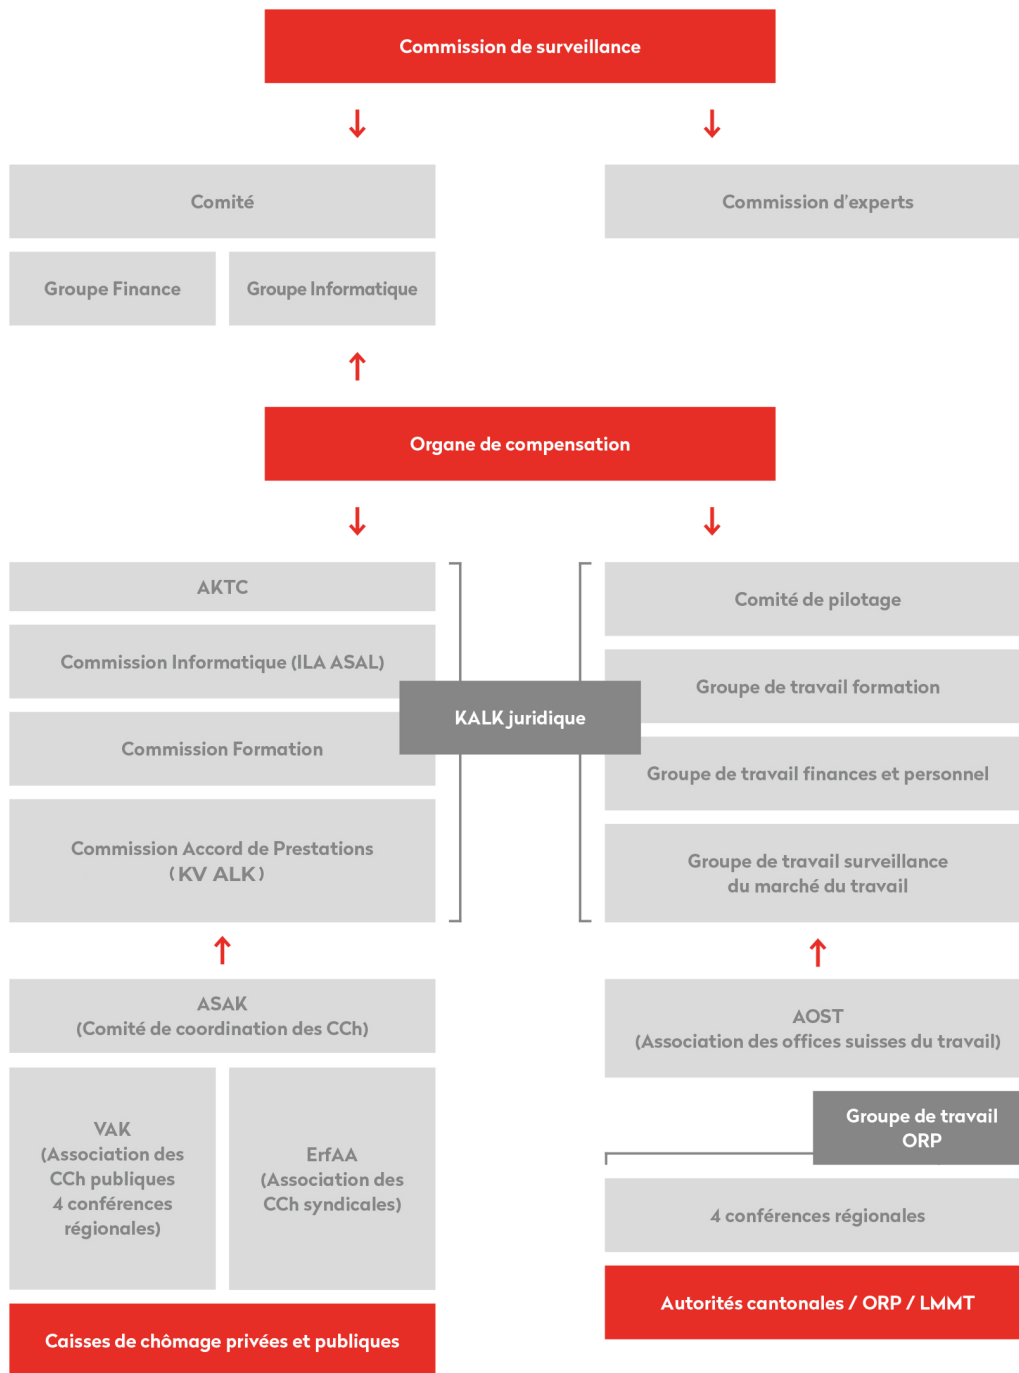 Commission de surveillance
Comité
Commission d’experts
Groupe Finance
Groupe Informatique
Organe de compensation
AKTC
Commission Informatique (ILA ASAL)
Commission Formation
Commission Accord de Prestations
(KV ALK)
KALK juridique
Comité de pilotage
Groupe de travail formation
Groupe de travail finances et personnel
Groupe de travail surveillance
du marché du travail
ASAK
(Comité de coordination des CCh)
VAK
(Association des
CCh publiques
4 conférences
régionales)
ErfAA
(Association des
CCh syndicales)
Caisses de chômage privées et publiques
AOST
(Association des offices suisses du travail)
Groupe de travail
ORP
4 conférences régionales
Autorités cantonales / ORP / LMMT